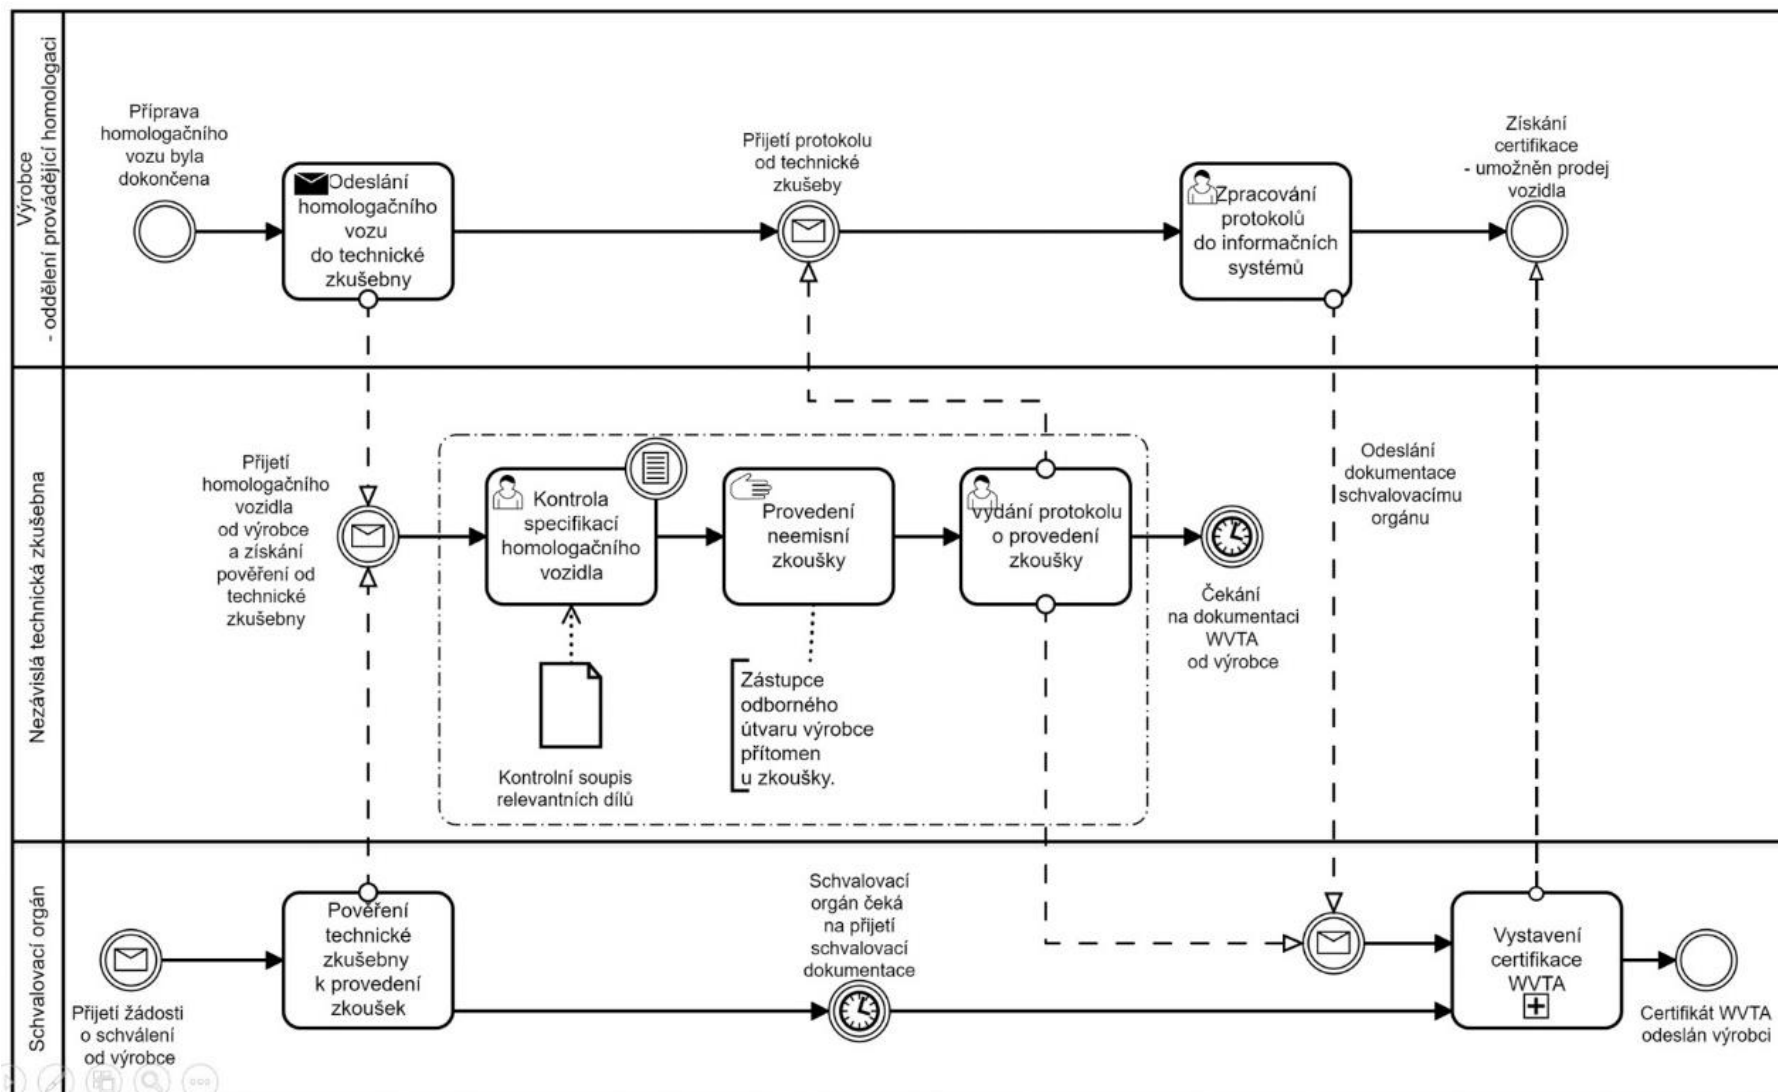 Výrobce
- oddělení provádějící homologaci
Příprava
homologačního
vozu byla
dokončena
Odeslání
homologačního
vozu
do technické
zkušebny
Přijetí protokolu
od technické
zkušeby
Zpracování
protokolů
do informačních
systémů
Získání
certifikace
- umožněn prodej
vozidla
Nezávislá technická zkušebna
Přijetí
homologačního
vozidla
od výrobce
a získání
pověření od
technické
zkušebny
Kontrola
specifikací
homologačního
vozidla
Kontrolní soupis
relevantních dílů
Provedení
neemisní
zkoušky
Zástupce
odborného
útvaru výrobce
přítomen
u zkoušky.
Vydání protokolu
o provedení
zkoušky
Čekání
na dokumentaci
WVTA
od výrobce
Odeslání
dokumentace
schvalovacímu
orgánu
Schvalovací orgán
Přijetí žádosti
o schválení
od výrobce
Pověření
technické
zkušebny
k provedení
zkoušek
Schvalovací
orgán čeká
na přijetí
schvalovací
dokumentace
Vystavení
certifikace
WVTA
Certifikát WVTA
odeslán výrobci